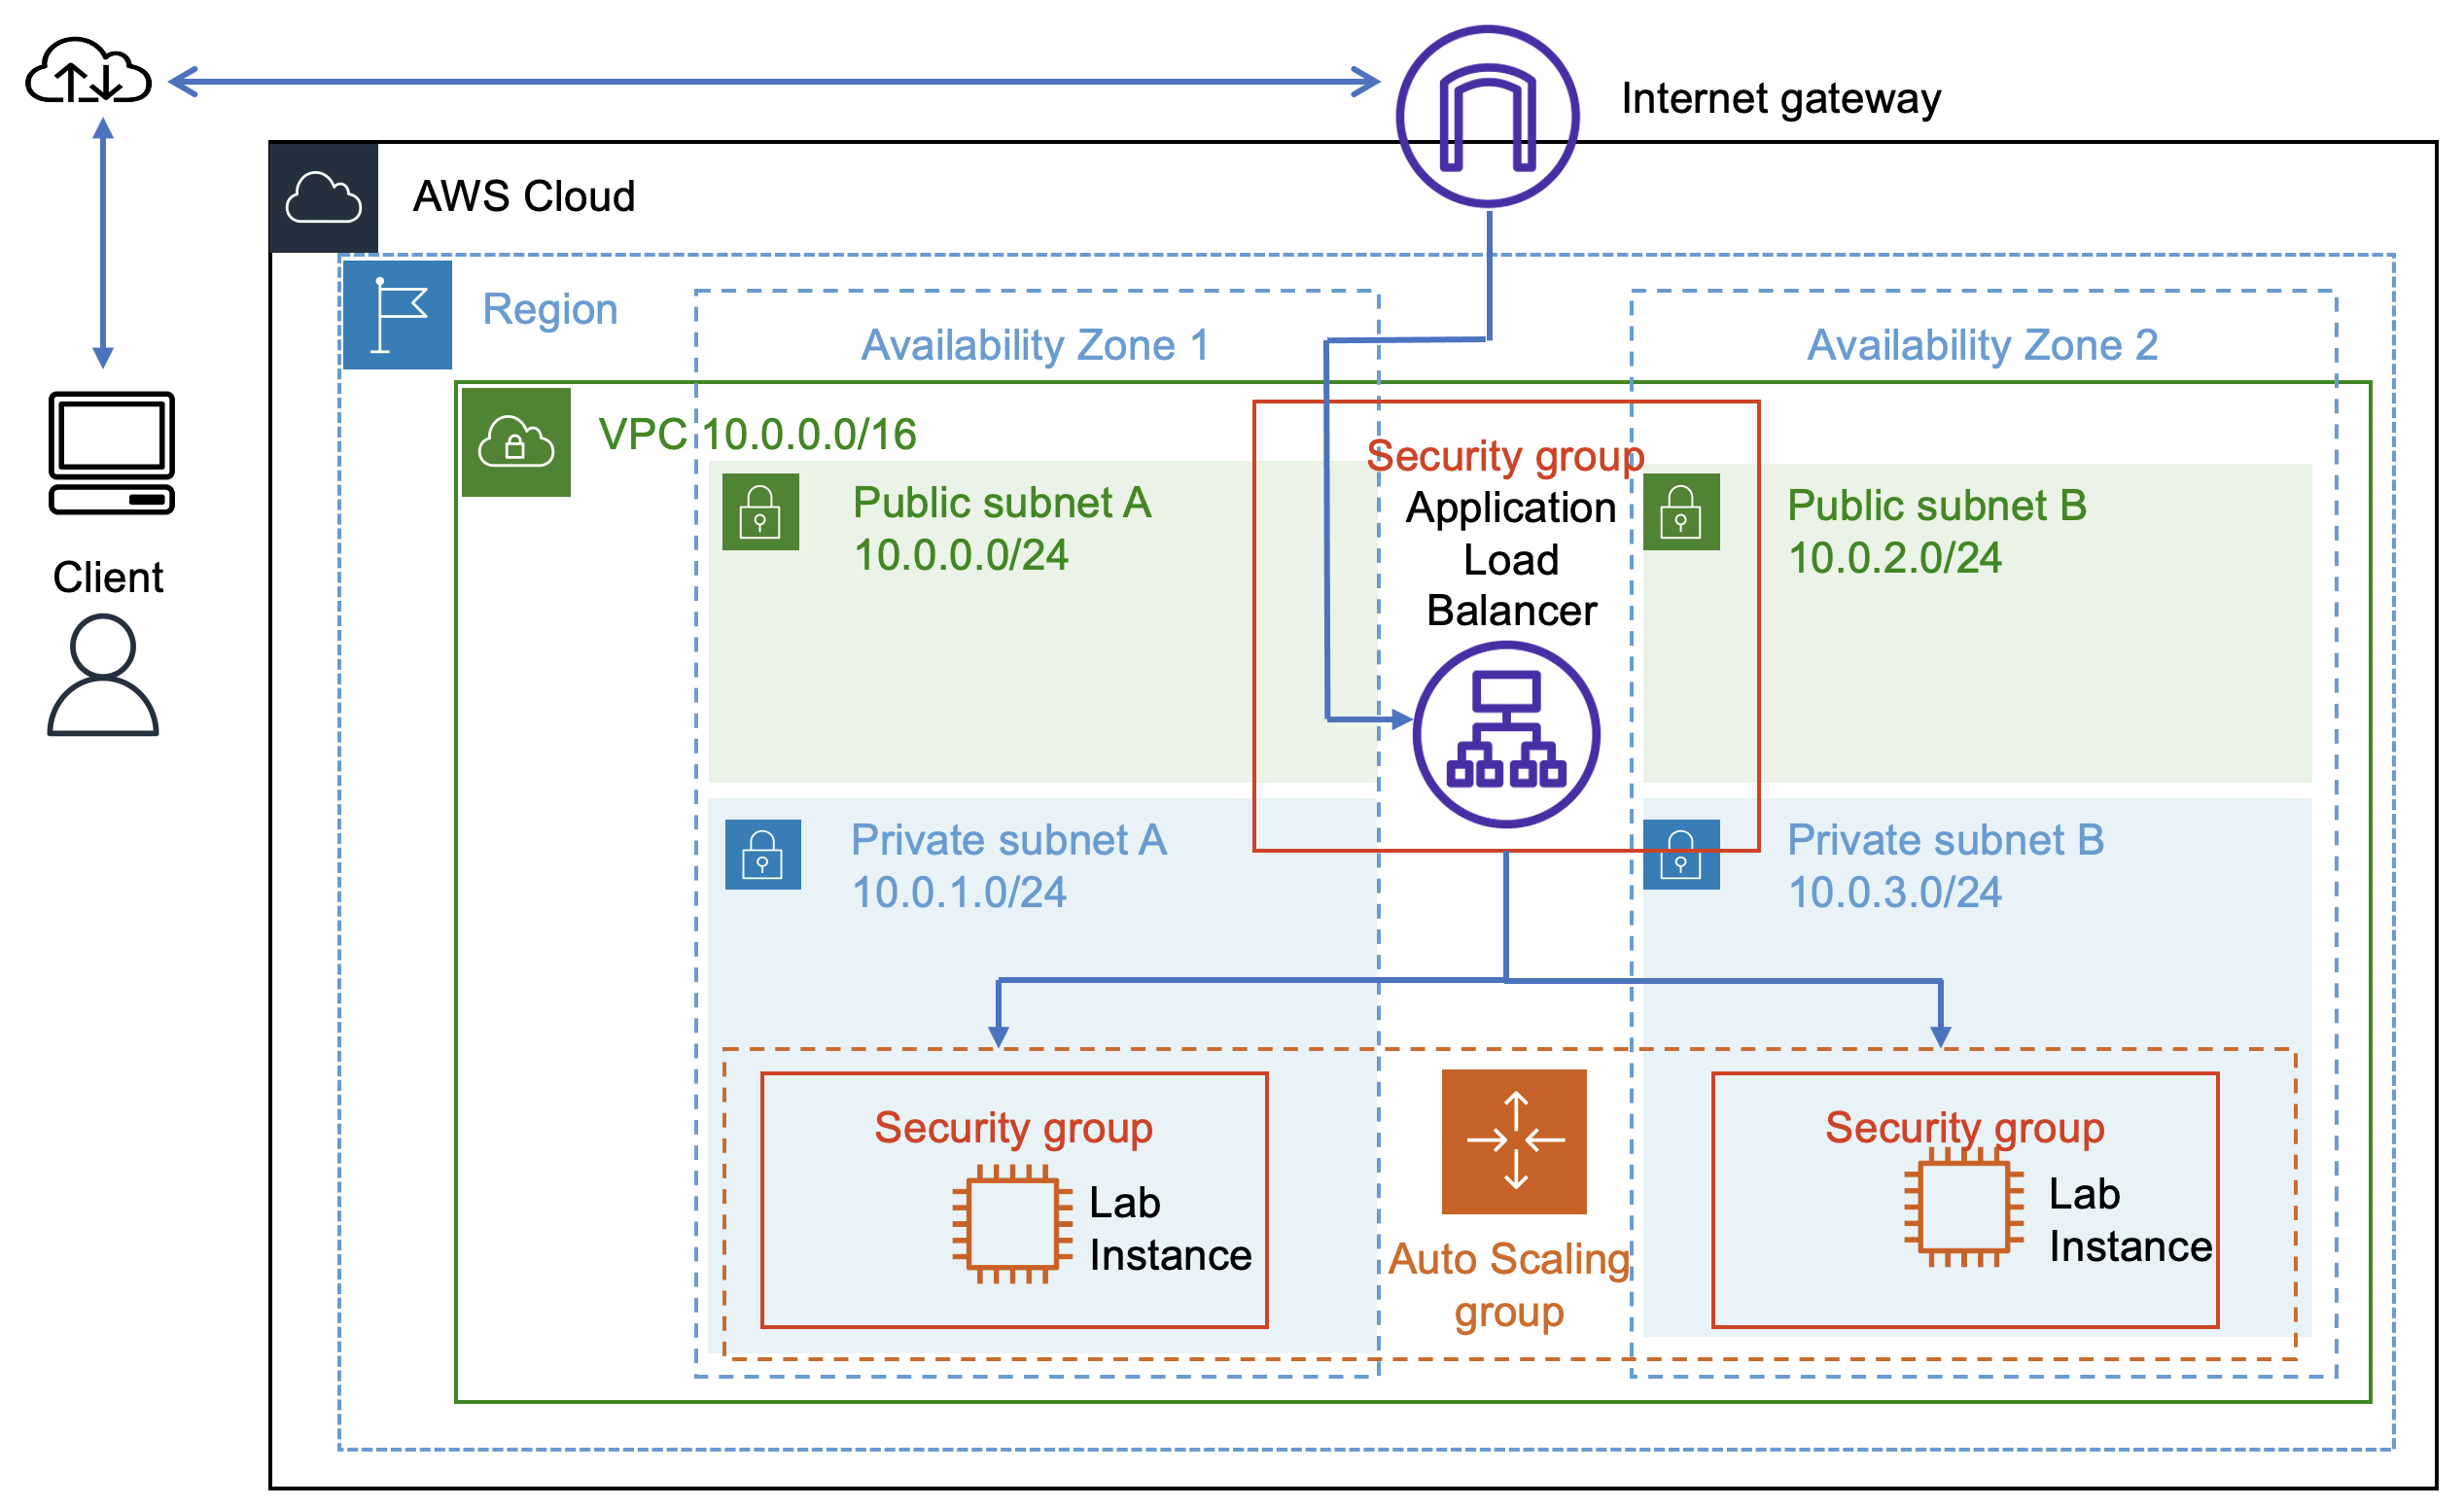 Internet gateway
AWS Cloud
Region
Availability Zone 1
Availability Zone 2
VPC 10.0.0.0/16
Security group
Application
Load
Balancer
Public subnet A
10.0.0.0/24
Public subnet B
10.0.2.0/24
Client
Private subnet A
10.0.1.0/24
Private subnet B
10.0.3.0/24
Security group
Lab
Instance
Auto Scaling
group
Security group
Lab
Instance